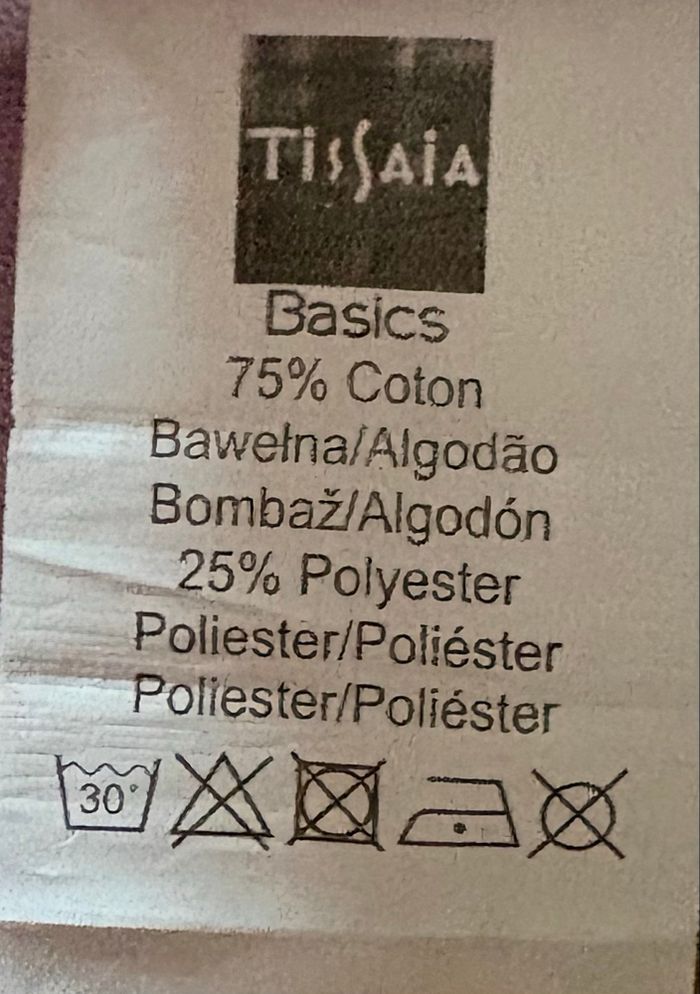 TISSAIA
Basics
75% Coton
Bawełna/Algodão
Bombaž/Algodón
25% Polyester
Poliester/Poliéster
Poliester/Poliéster
30°